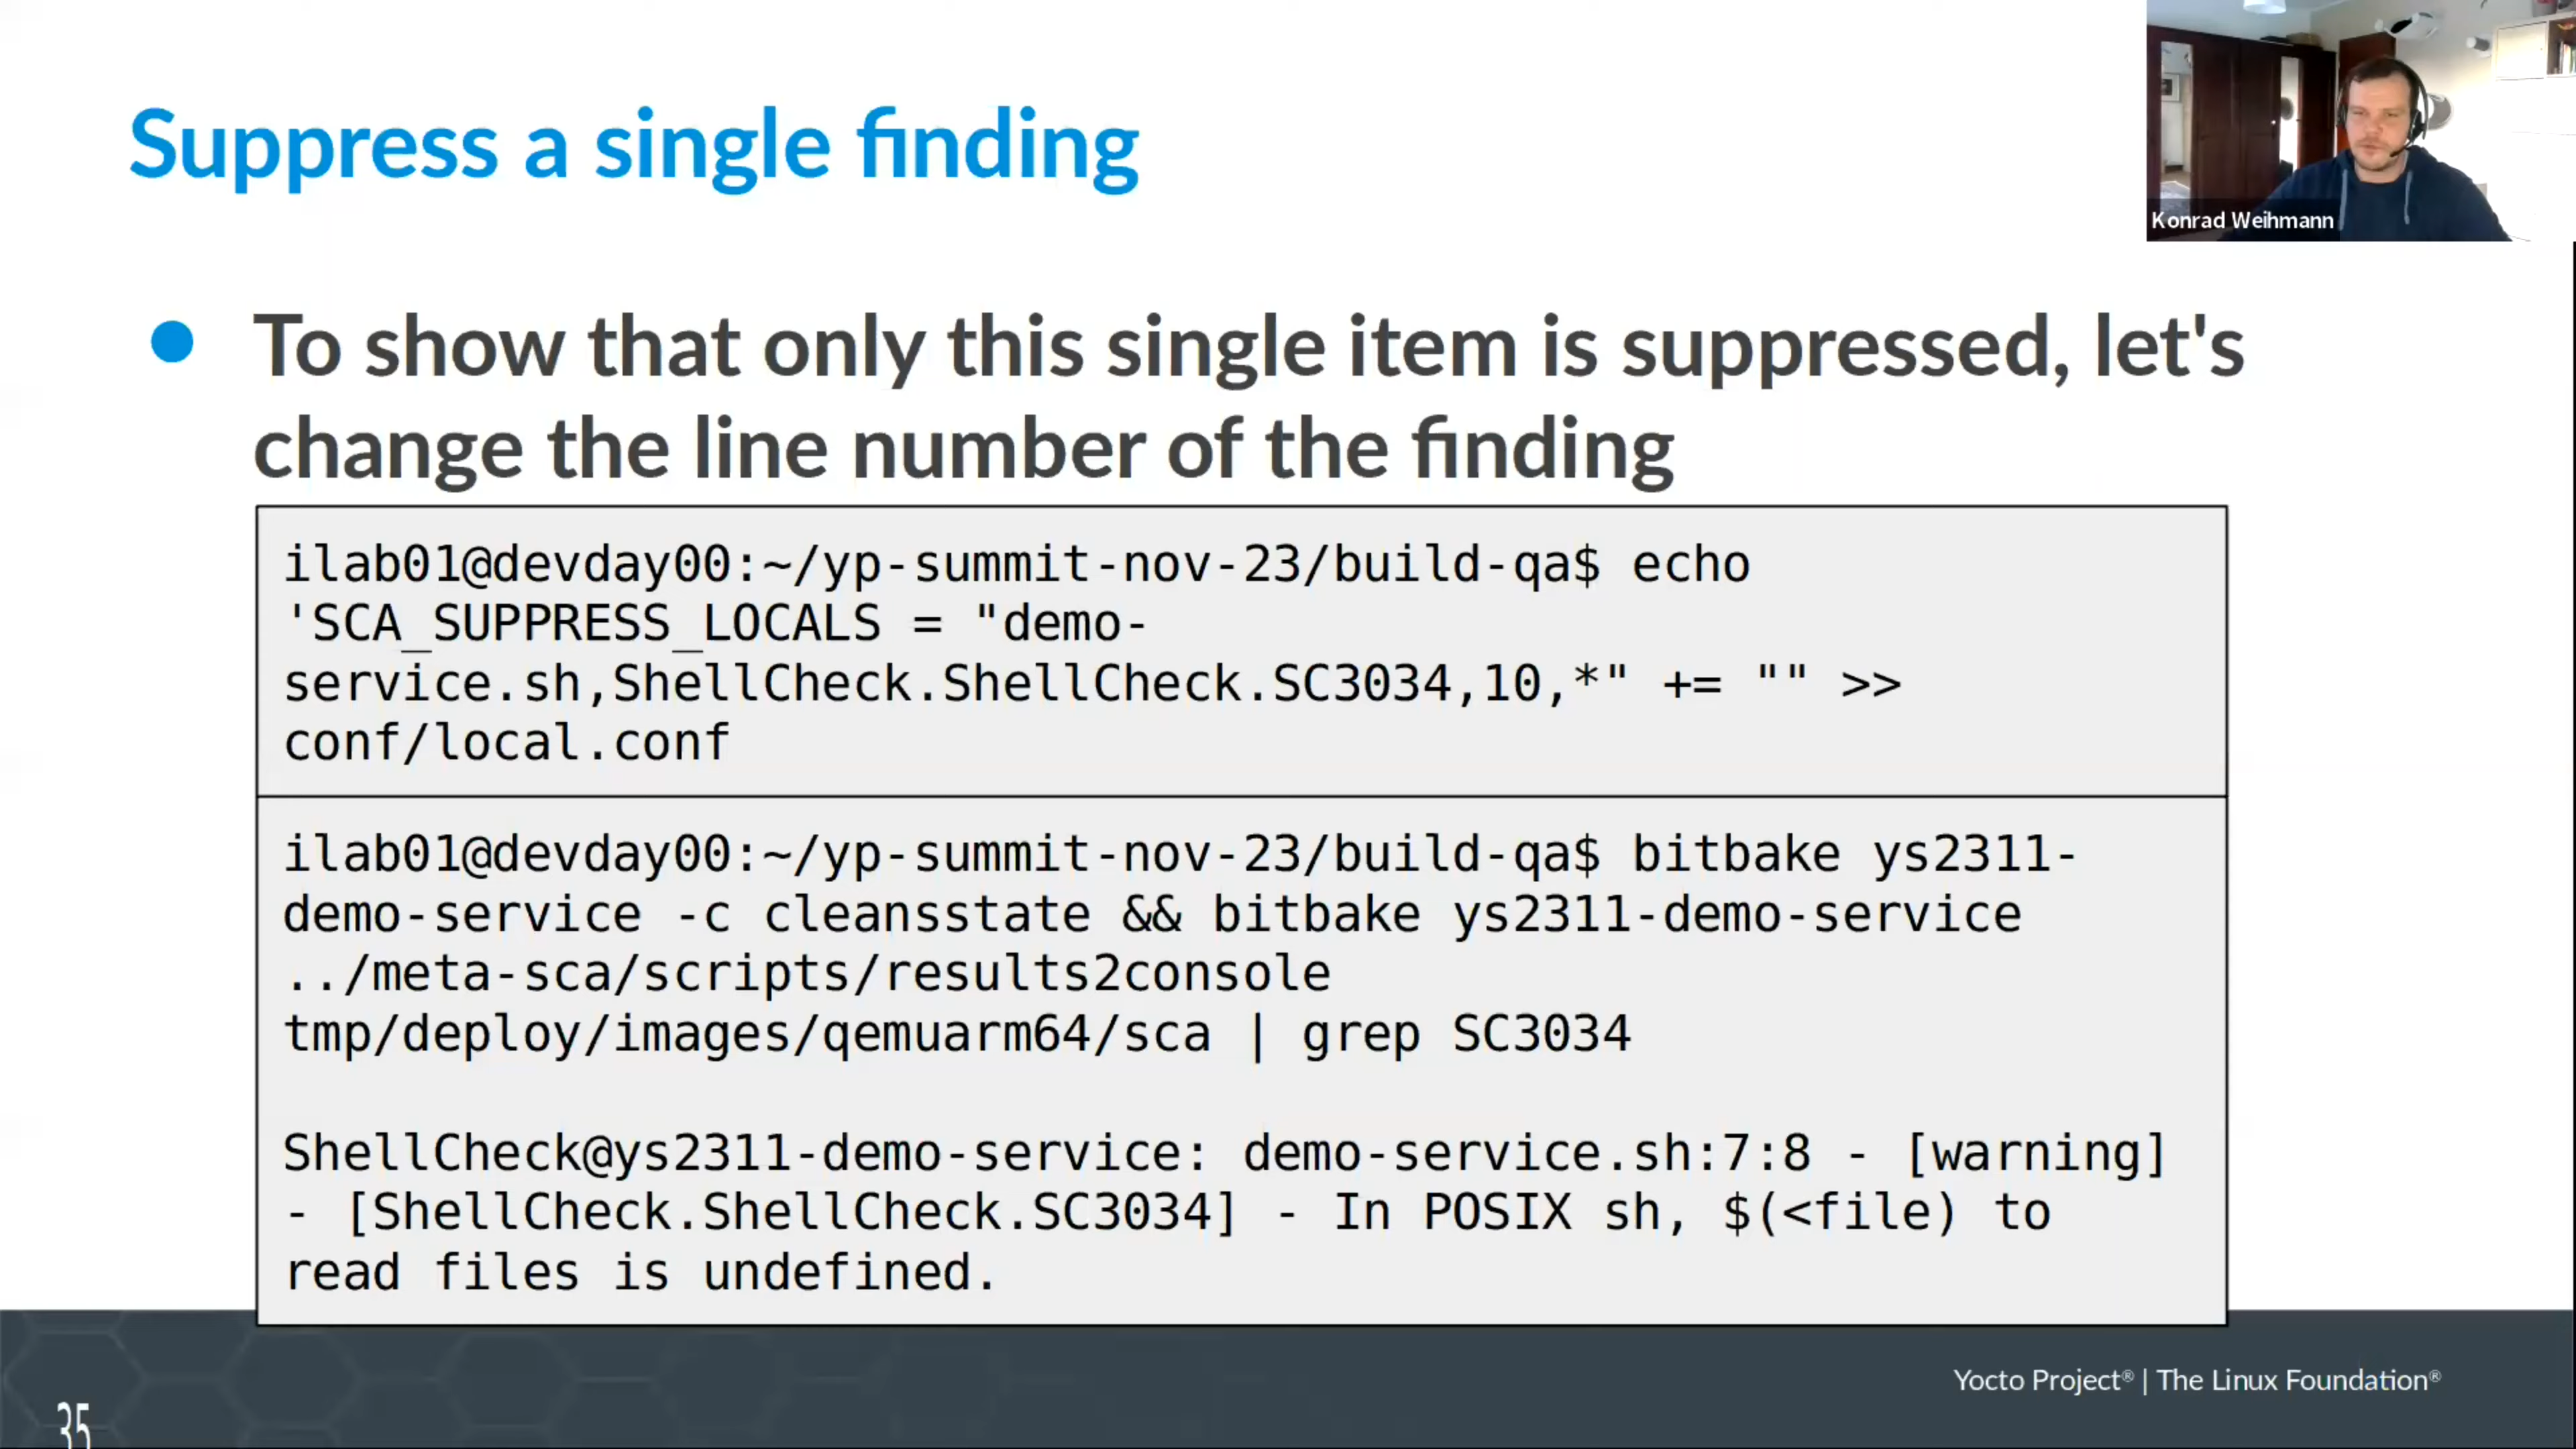 Suppress a single finding
Konrad Weihmann
To show that only this single item is suppressed, let's
change the line number of the finding
ilab01@devday00:~/yp-summit-nov-23/build-qa$ echo
'SCA_SUPPRESS_LOCALS = "demo-
service.sh,ShellCheck.ShellCheck.SC3034,10,*" += "" >>
conf/local.conf
ilab01@devday00:~/yp-summit-nov-23/build-qa$ bitbake ys2311-
demo-service -c cleansstate && bitbake ys2311-demo-service
../meta-sca/scripts/results2console
tmp/deploy/images/qemuarm64/sca | grep SC3034
ShellCheck@ys2311-demo-service: demo-service.sh:7:8 - [warning]
- [ShellCheck.ShellCheck.SC3034] - In POSIX sh, $(<file) to
read files is undefined.
Yocto Project® | The Linux Foundation®
35